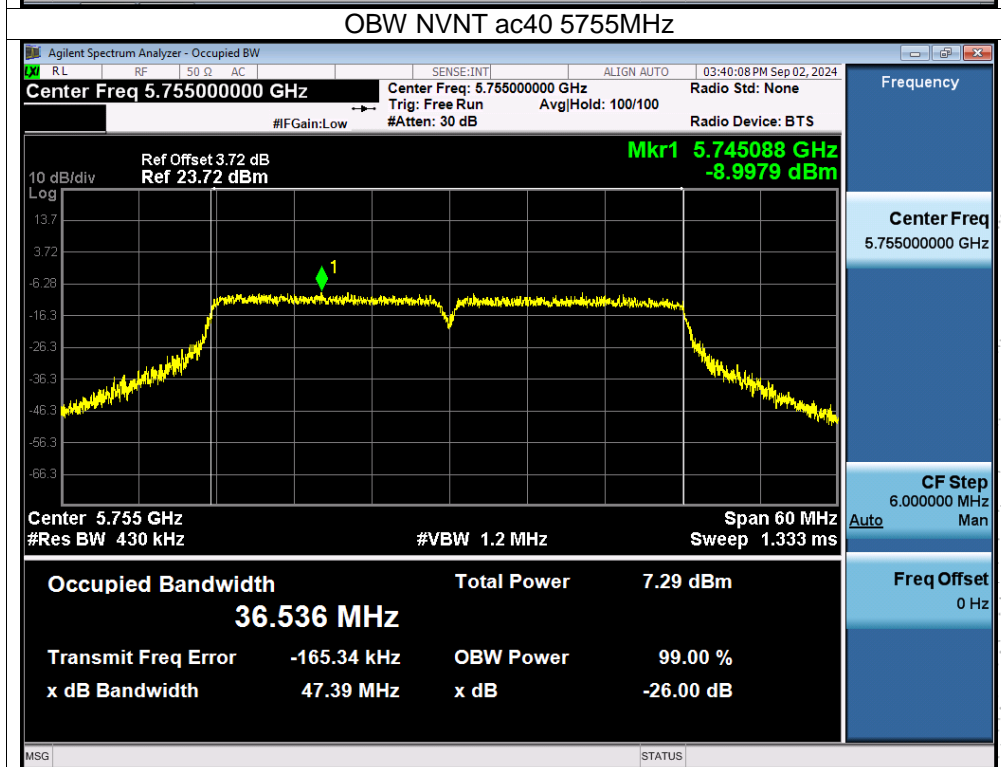 OBW NVNT ac40 5755MHz
Agilent Spectrum Analyzer - Occupied BW
LXI RL RF 50 Ω AC SENSE:INT ALIGN AUTO 03:40:08 PM Sep 02, 2024
Center Freq 5.755000000 GHz
Center Freq: 5.755000000 GHz
Radio Std: None
Trig: Free Run Avg|Hold: 100/100
#IFGain:Low
#Atten: 30 dB
Radio Device: BTS
Mkr1 5.745088 GHz
-8.9979 dBm
Ref Offset 3.72 dB
10 dB/div Ref 23.72 dBm
Log
13.7
3.72
-6.28
-16.3
-26.3
-36.3
-46.3
-56.3
-66.3
1
Center 5.755 GHz Span 60 MHz
#Res BW 430 kHz #VBW 1.2 MHz Sweep 1.333 ms
Occupied Bandwidth Total Power 7.29 dBm
36.536 MHz
Transmit Freq Error -165.34 kHz OBW Power 99.00 %
x dB Bandwidth 47.39 MHz x dB -26.00 dB
MSG STATUS
Frequency
Center Freq
5.755000000 GHz
CF Step
6.000000 MHz
Auto Man
Freq Offset
0 Hz